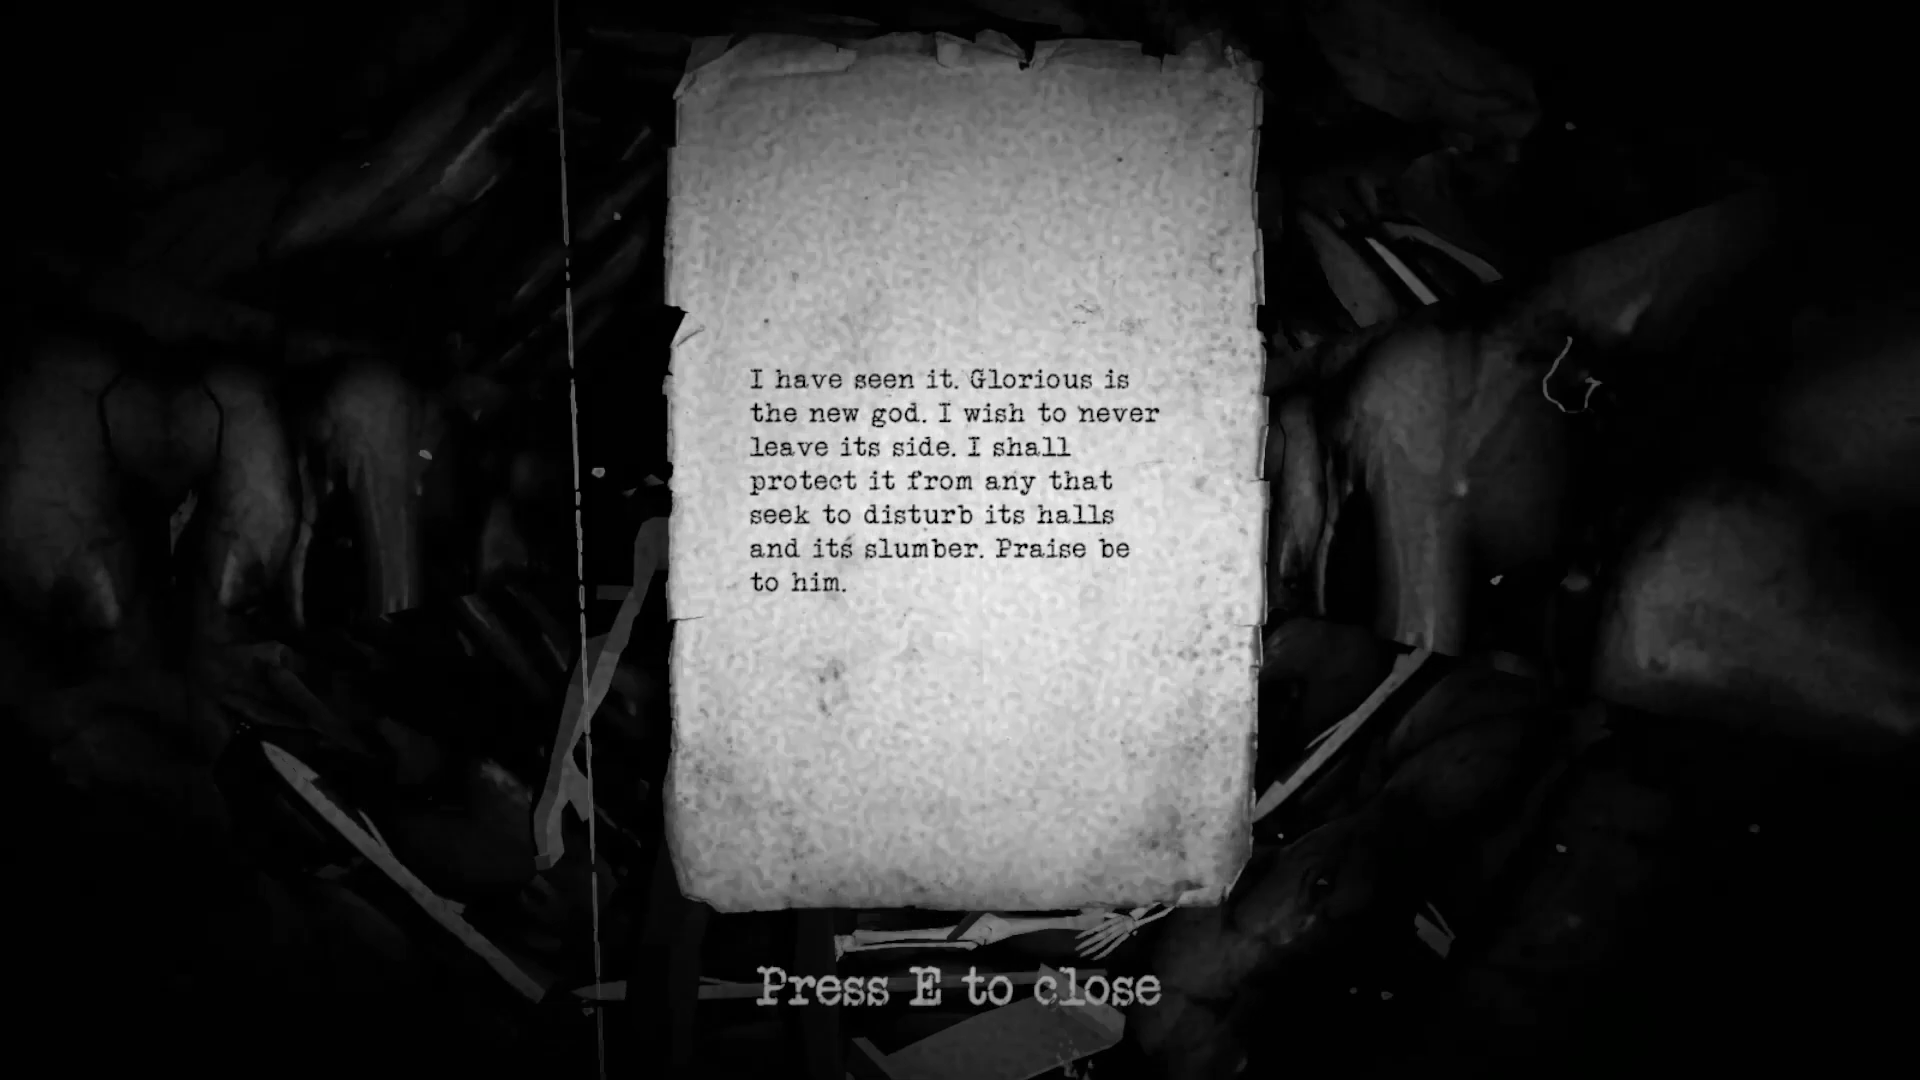 I have seen it. Glorious is
the new god. I wish to never
leave its side. I shall
protect it from any that
seek to disturb its halls
and its slumber. Praise be
to him.
Press E to close